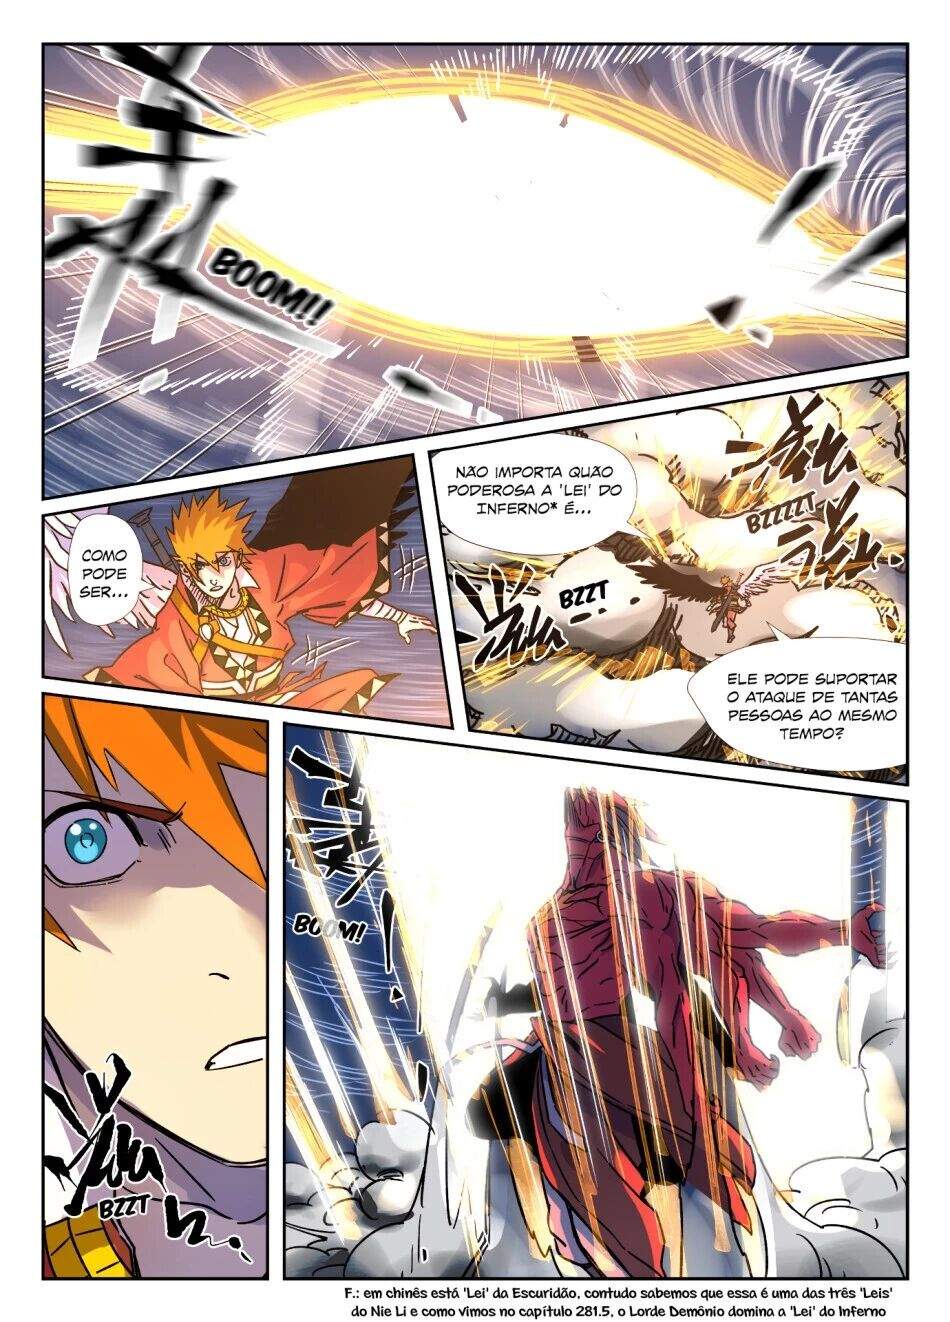 BOOM!!
COMO
PODE
SER...
NÃO IMPORTA QUÃO
PODEROSA A 'LEI' DO
INFERNO* É...
BZZZZT
BZZT
ELE PODE SUPORTAR
O ATAQUE DE TANTAS
PESSOAS AO MESMO
TEMPO?
BZZT
BOOM!
F.: em chinês está 'Lei' da Escuridão, contudo sabemos que essa é uma das três 'Leis'
do Nie Li e como vimos no capítulo 281.5, o Lorde Demônio domina a 'Lei' do Inferno